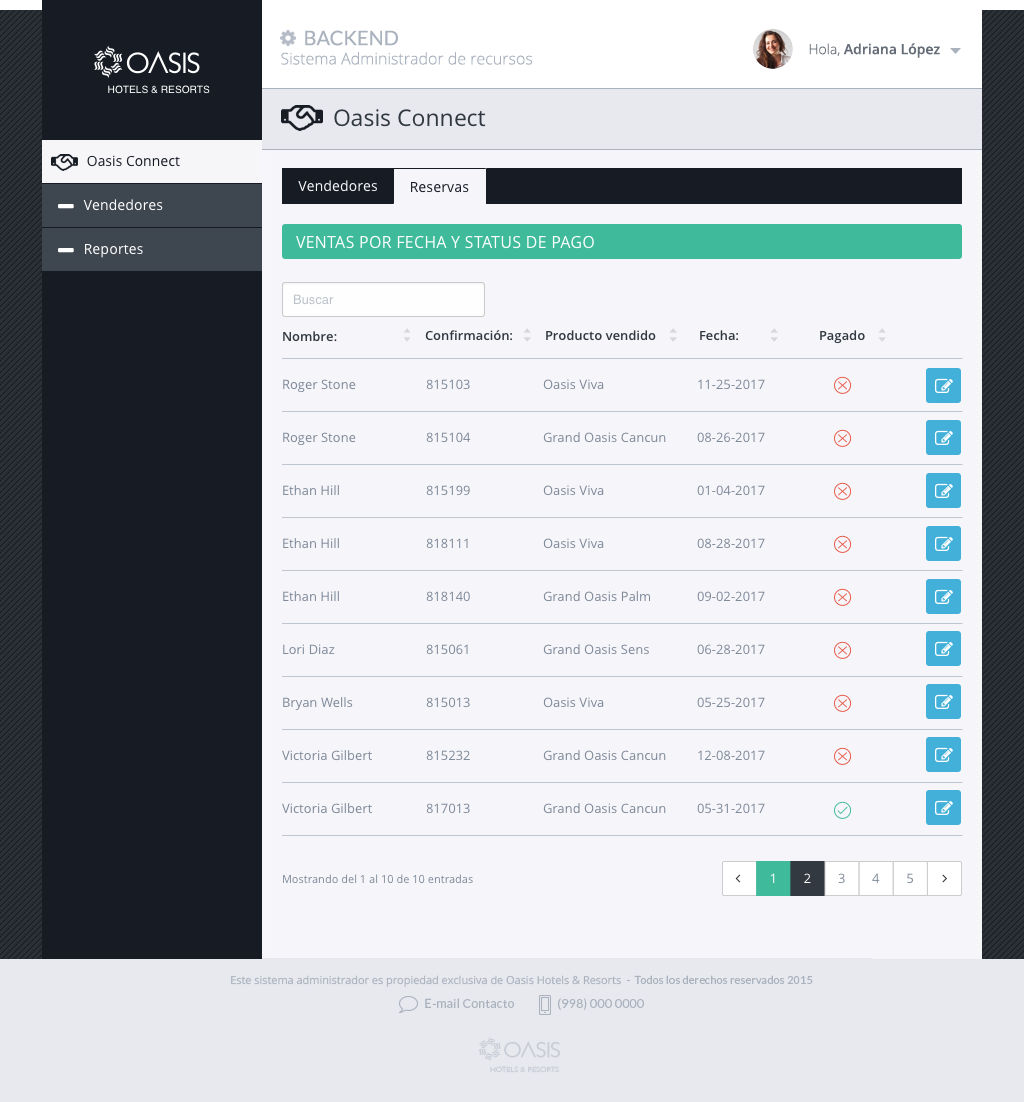 OASIS
HOTELS & RESORTS
BACKEND
Sistema Administrador de recursos
Hola, Adriana López
Oasis Connect
Oasis Connect
Vendedores
Reportes
Vendedores Reservas
VENTAS POR FECHA Y STATUS DE PAGO
Buscar
Nombre: Confirmación: Producto vendido Fecha: Pagado
Roger Stone 815103 Oasis Viva 11-25-2017
Roger Stone 815104 Grand Oasis Cancun 08-26-2017
Ethan Hill 815199 Oasis Viva 01-04-2017
Ethan Hill 818111 Oasis Viva 08-28-2017
Ethan Hill 818140 Grand Oasis Palm 09-02-2017
Lori Diaz 815061 Grand Oasis Sens 06-28-2017
Bryan Wells 815013 Oasis Viva 05-25-2017
Victoria Gilbert 815232 Grand Oasis Cancun 12-08-2017
Victoria Gilbert 817013 Grand Oasis Cancun 05-31-2017
Mostrando del 1 al 10 de 10 entradas
1 2 3 4 5
Este sistema administrador es propiedad exclusiva de Oasis Hotels & Resorts - Todos los derechos reservados 2015
E-mail Contacto (998) 000 0000
OASIS
HOTELS & RESORTS